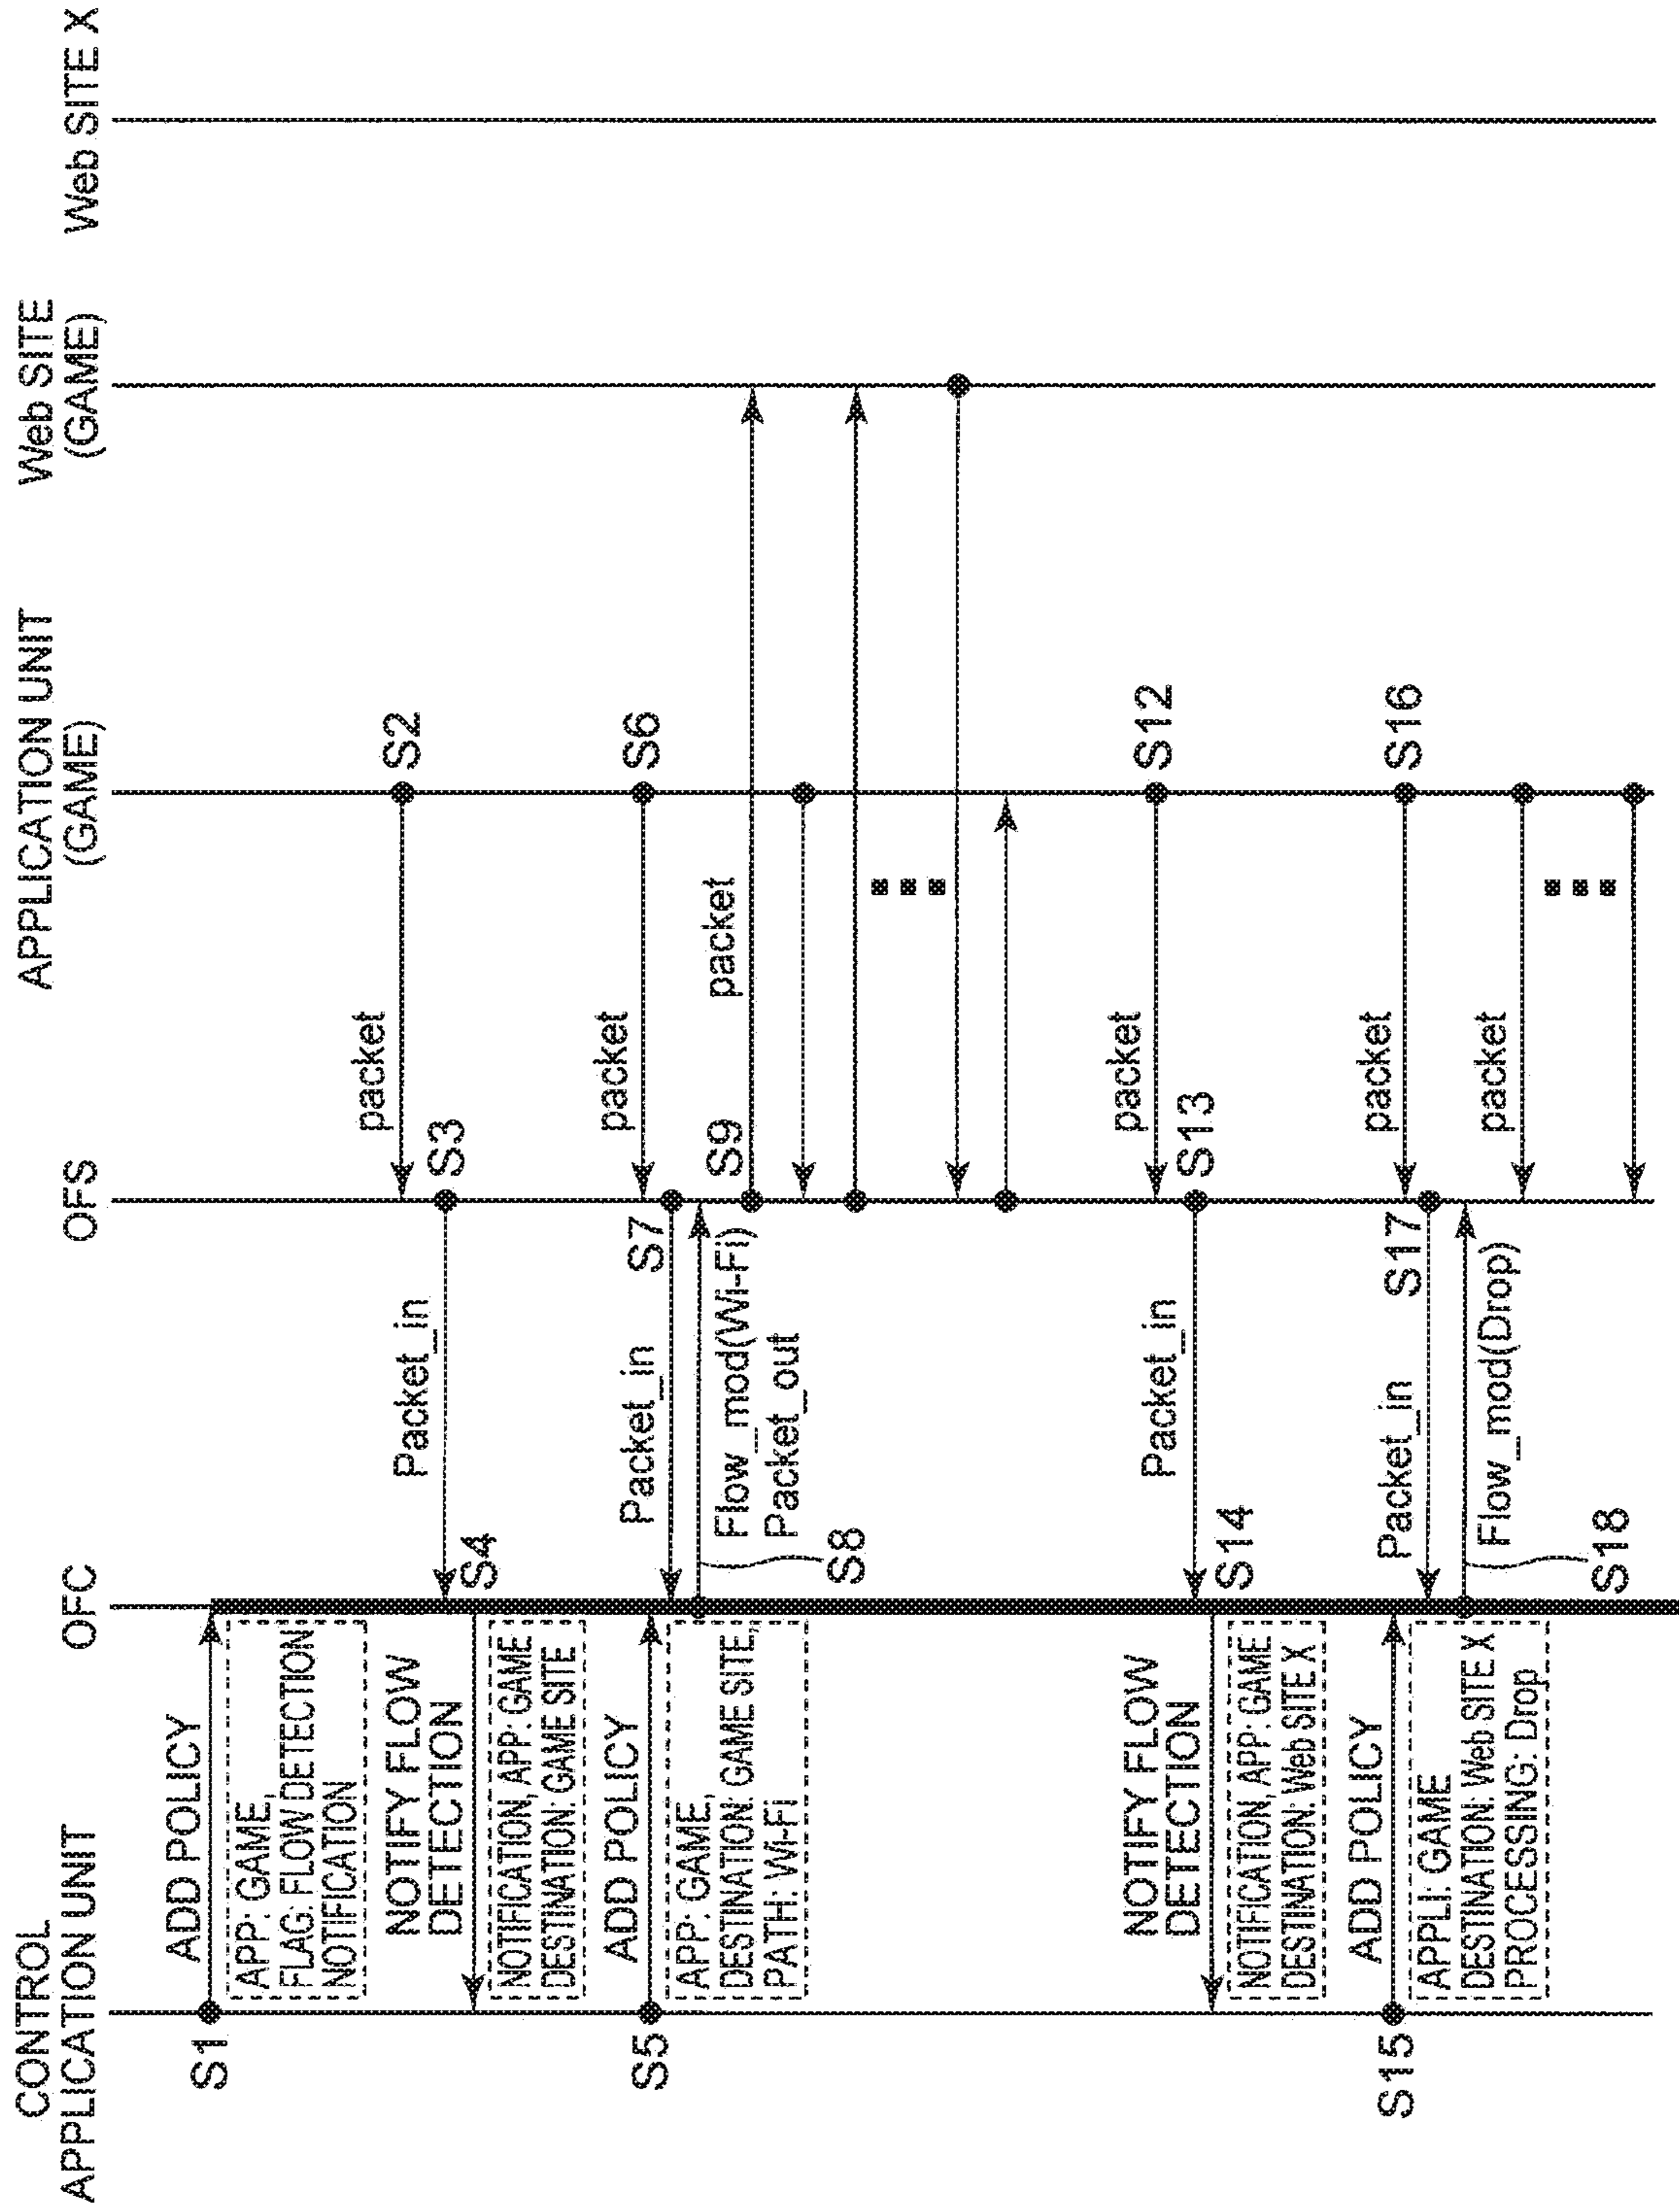 CONTROL
APPLICATION UNIT
OFC
OFS
APPLICATION UNIT
(GAME)
Web SITE
(GAME)
Web SITE X
S1
ADD POLICY
APP: GAME,
FLAG: FLOW DETECTION
NOTIFICATION
packet
S2
Packet_in
S3
NOTIFY FLOW
DETECTION
S4
NOTIFICATION, APP: GAME
DESTINATION: GAME SITE
S5
ADD POLICY
APP: GAME,
DESTINATION: GAME SITE,
PATH: Wi-Fi
packet
S6
Packet_in
S7
Flow_mod(Wi-Fi)
Packet_out
S8
S9
packet
packet
S12
Packet_in
S13
NOTIFY FLOW
DETECTION
S14
NOTIFICATION, APP: GAME
DESTINATION: Web SITE X
S15
ADD POLICY
APPLI: GAME
DESTINATION: Web SITE X
PROCESSING: Drop
packet
S16
Packet_in
S17
Flow_mod(Drop)
S18
packet